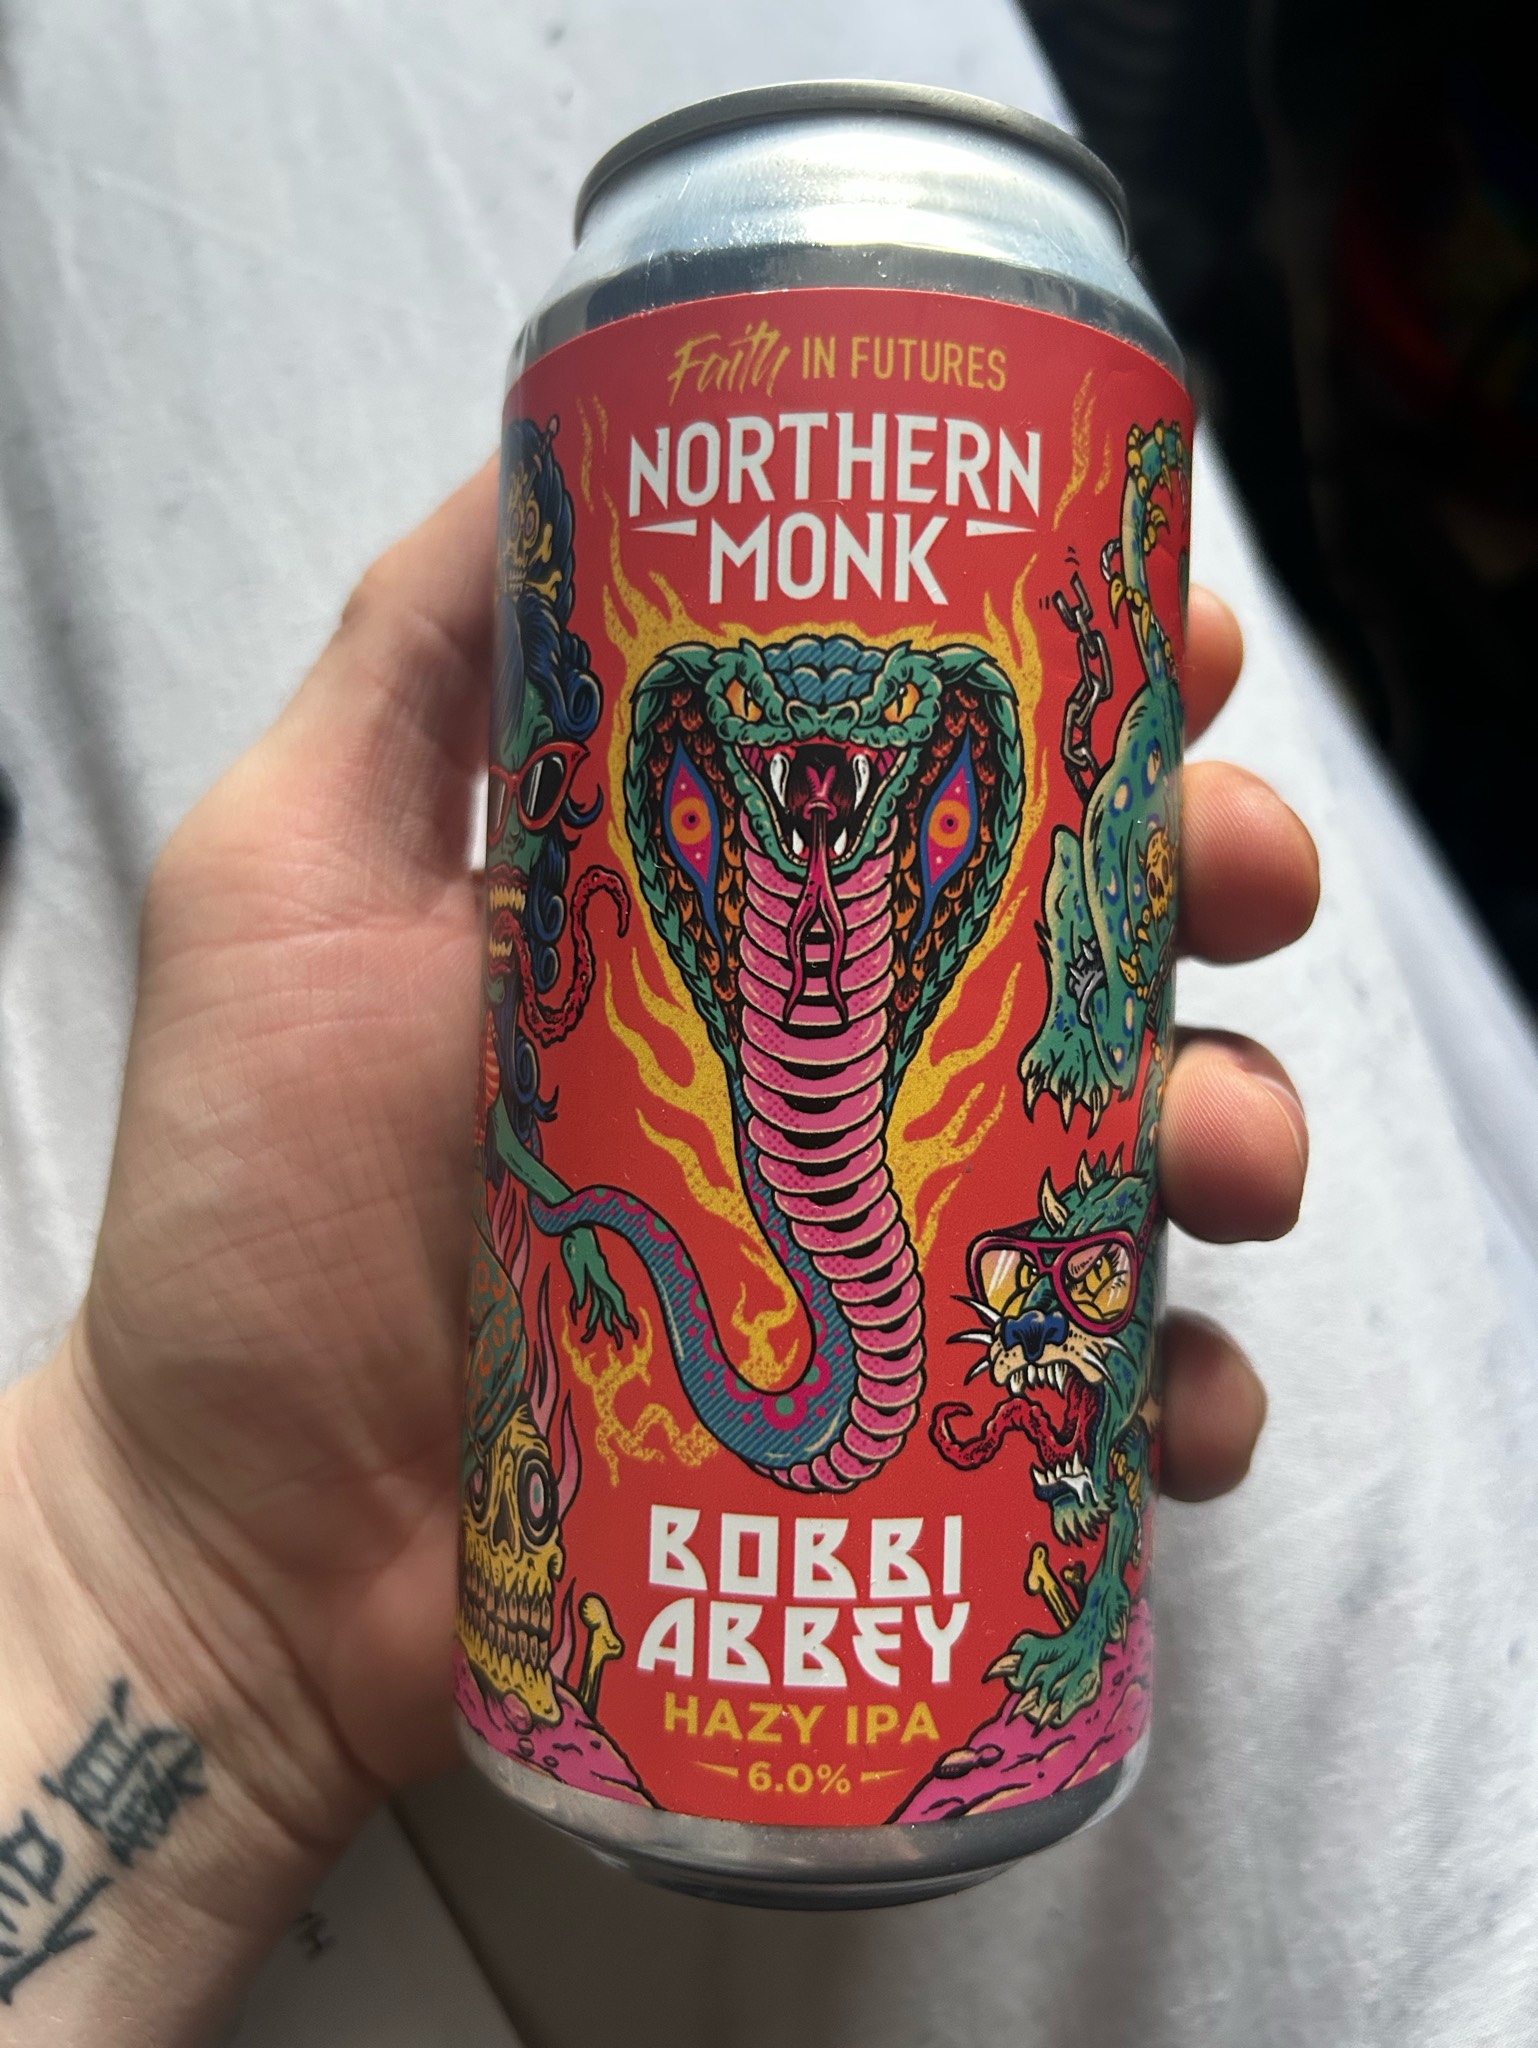 Faith IN FUTURES
NORTHERN
MONK
BOBBI
ABBEY
HAZY IPA
6.0%